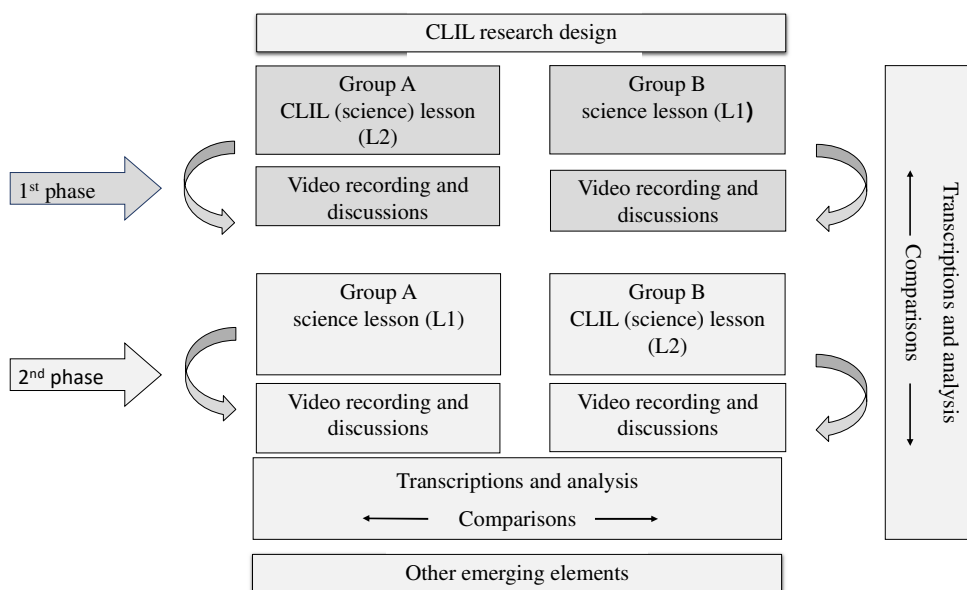 CLIL research design
Group A
CLIL (science) lesson
(L2)
Group B
science lesson (L1)
1st phase
Video recording and
discussions
Video recording and
discussions
Group A
science lesson (L1)
Group B
CLIL (science) lesson
(L2)
2nd phase
Video recording and
discussions
Video recording and
discussions
Transcriptions and analysis
Comparisons
Transcriptions and analysis
Comparisons
Other emerging elements